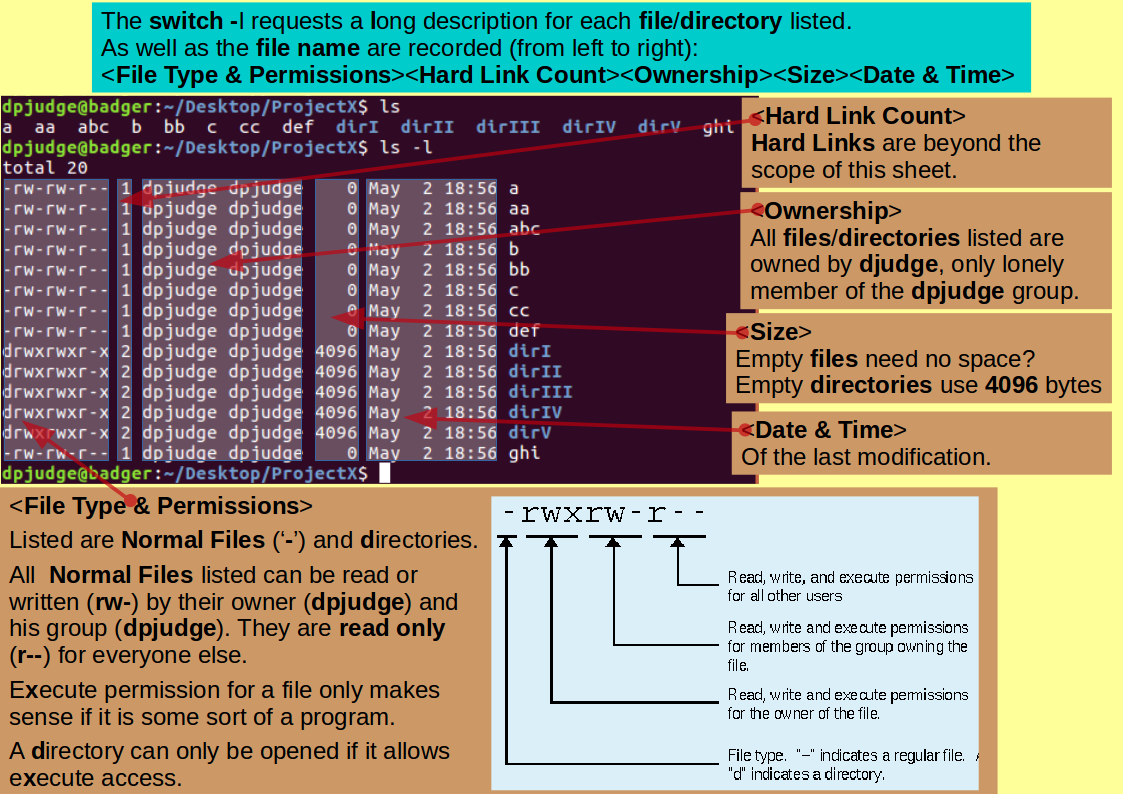 The switch -l requests a long description for each file/directory listed.
As well as the file name are recorded (from left to right):
<File Type & Permissions><Hard Link Count><Ownership><Size><Date & Time>
dpjudge@badger:~/Desktop/ProjectX$ ls
a aa abc b bb c cc def dirI dirII dirIII dirIV dirV ghi
dpjudge@badger:~/Desktop/ProjectX$ ls -l
total 20
-rw-rw-r-- 1 dpjudge dpjudge 0 May 2 18:56 a
-rw-rw-r-- 1 dpjudge dpjudge 0 May 2 18:56 aa
-rw-rw-r-- 1 dpjudge dpjudge 0 May 2 18:56 abc
-rw-rw-r-- 1 dpjudge dpjudge 0 May 2 18:56 b
-rw-rw-r-- 1 dpjudge dpjudge 0 May 2 18:56 bb
-rw-rw-r-- 1 dpjudge dpjudge 0 May 2 18:56 c
-rw-rw-r-- 1 dpjudge dpjudge 0 May 2 18:56 cc
-rw-rw-r-- 1 dpjudge dpjudge 0 May 2 18:56 def
drwxrwxr-x 2 dpjudge dpjudge 4096 May 2 18:56 dirI
drwxrwxr-x 2 dpjudge dpjudge 4096 May 2 18:56 dirII
drwxrwxr-x 2 dpjudge dpjudge 4096 May 2 18:56 dirIII
drwxrwxr-x 2 dpjudge dpjudge 4096 May 2 18:56 dirIV
drwxrwxr-x 2 dpjudge dpjudge 4096 May 2 18:56 dirV
-rw-rw-r-- 1 dpjudge dpjudge 0 May 2 18:56 ghi
dpjudge@badger:~/Desktop/ProjectX$
<Hard Link Count>
Hard Links are beyond the
scope of this sheet.
<Ownership>
All files/directories listed are
owned by djudge, only lonely
member of the dpjudge group.
<Size>
Empty files need no space?
Empty directories use 4096 bytes
<Date & Time>
Of the last modification.
<File Type & Permissions>
Listed are Normal Files (‘-’) and directories.
All Normal Files listed can be read or
written (rw-) by their owner (dpjudge) and
his group (dpjudge). They are read only
(r--) for everyone else.
Execute permission for a file only makes
sense if it is some sort of a program.
A directory can only be opened if it allows
execute access.
-rwxrw-r--
Read, write, and execute permissions
for all other users
Read, write and execute permissions
for members of the group owning the
file.
Read, write and execute permissions
for the owner of the file.
File type. "–" indicates a regular file.
"d" indicates a directory.